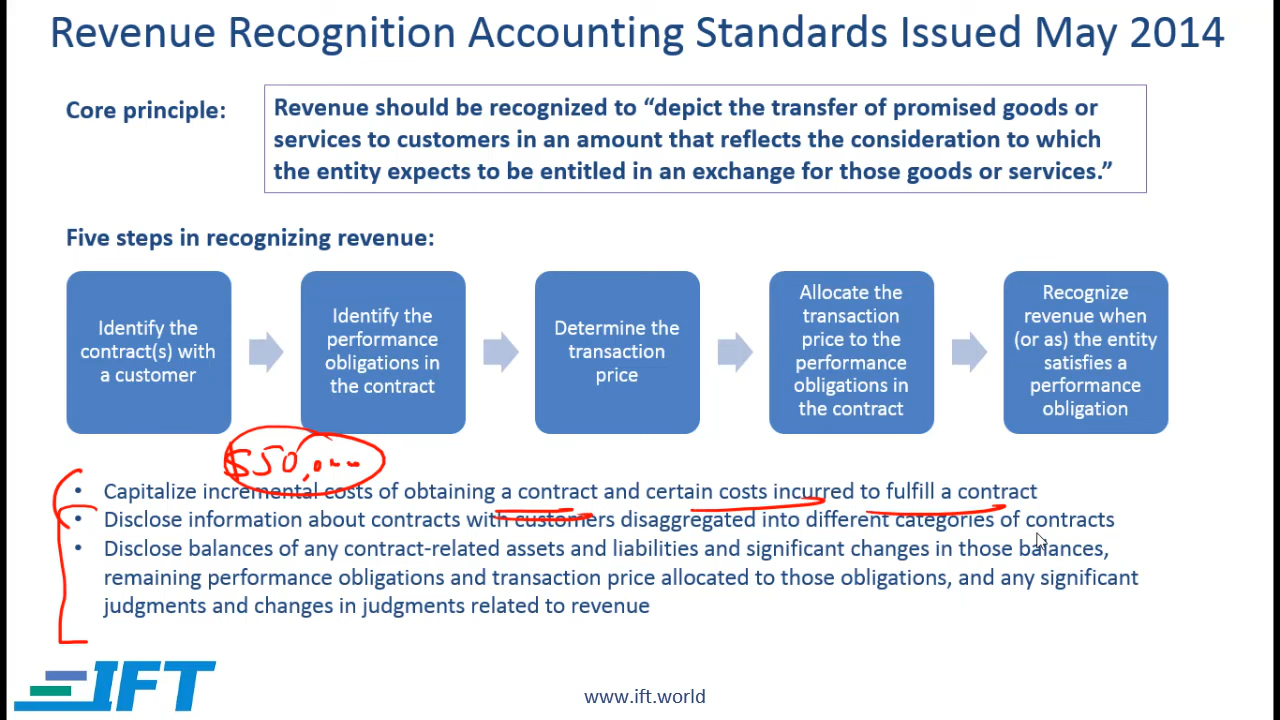 Revenue Recognition Accounting Standards Issued May 2014
Core principle:
Revenue should be recognized to “depict the transfer of promised goods or
services to customers in an amount that reflects the consideration to which
the entity expects to be entitled in an exchange for those goods or services.”
Five steps in recognizing revenue:
Identify the
contract(s) with
a customer
Identify the
performance
obligations in
the contract
Determine the
transaction
price
Allocate the
transaction
price to the
performance
obligations in
the contract
Recognize
revenue when
(or as) the entity
satisfies a
performance
obligation
$50,000
• Capitalize incremental costs of obtaining a contract and certain costs incurred to fulfill a contract
• Disclose information about contracts with customers disaggregated into different categories of contracts
• Disclose balances of any contract-related assets and liabilities and significant changes in those balances,
remaining performance obligations and transaction price allocated to those obligations, and any significant
judgments and changes in judgments related to revenue
IFT
www.ift.world